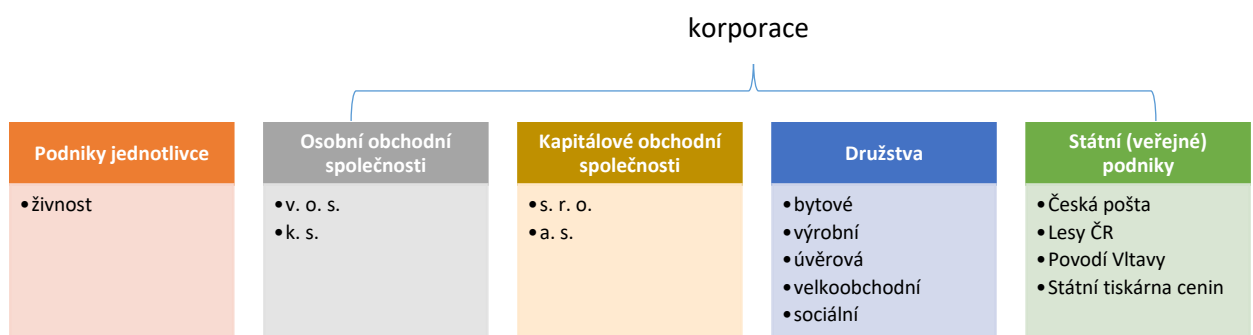 korporace
Podniky jednotlivce
•živnost
Osobní obchodní
společnosti
•v. o. s.
•k. s.
Kapitálové obchodní
společnosti
•s. r. o.
•a. s.
Družstva
•bytové
•výrobní
•úvěrová
•velkoobchodní
•sociální
Státní (veřejné)
podniky
•Česká pošta
•Lesy ČR
•Povodí Vltavy
•Státní tiskárna cenin